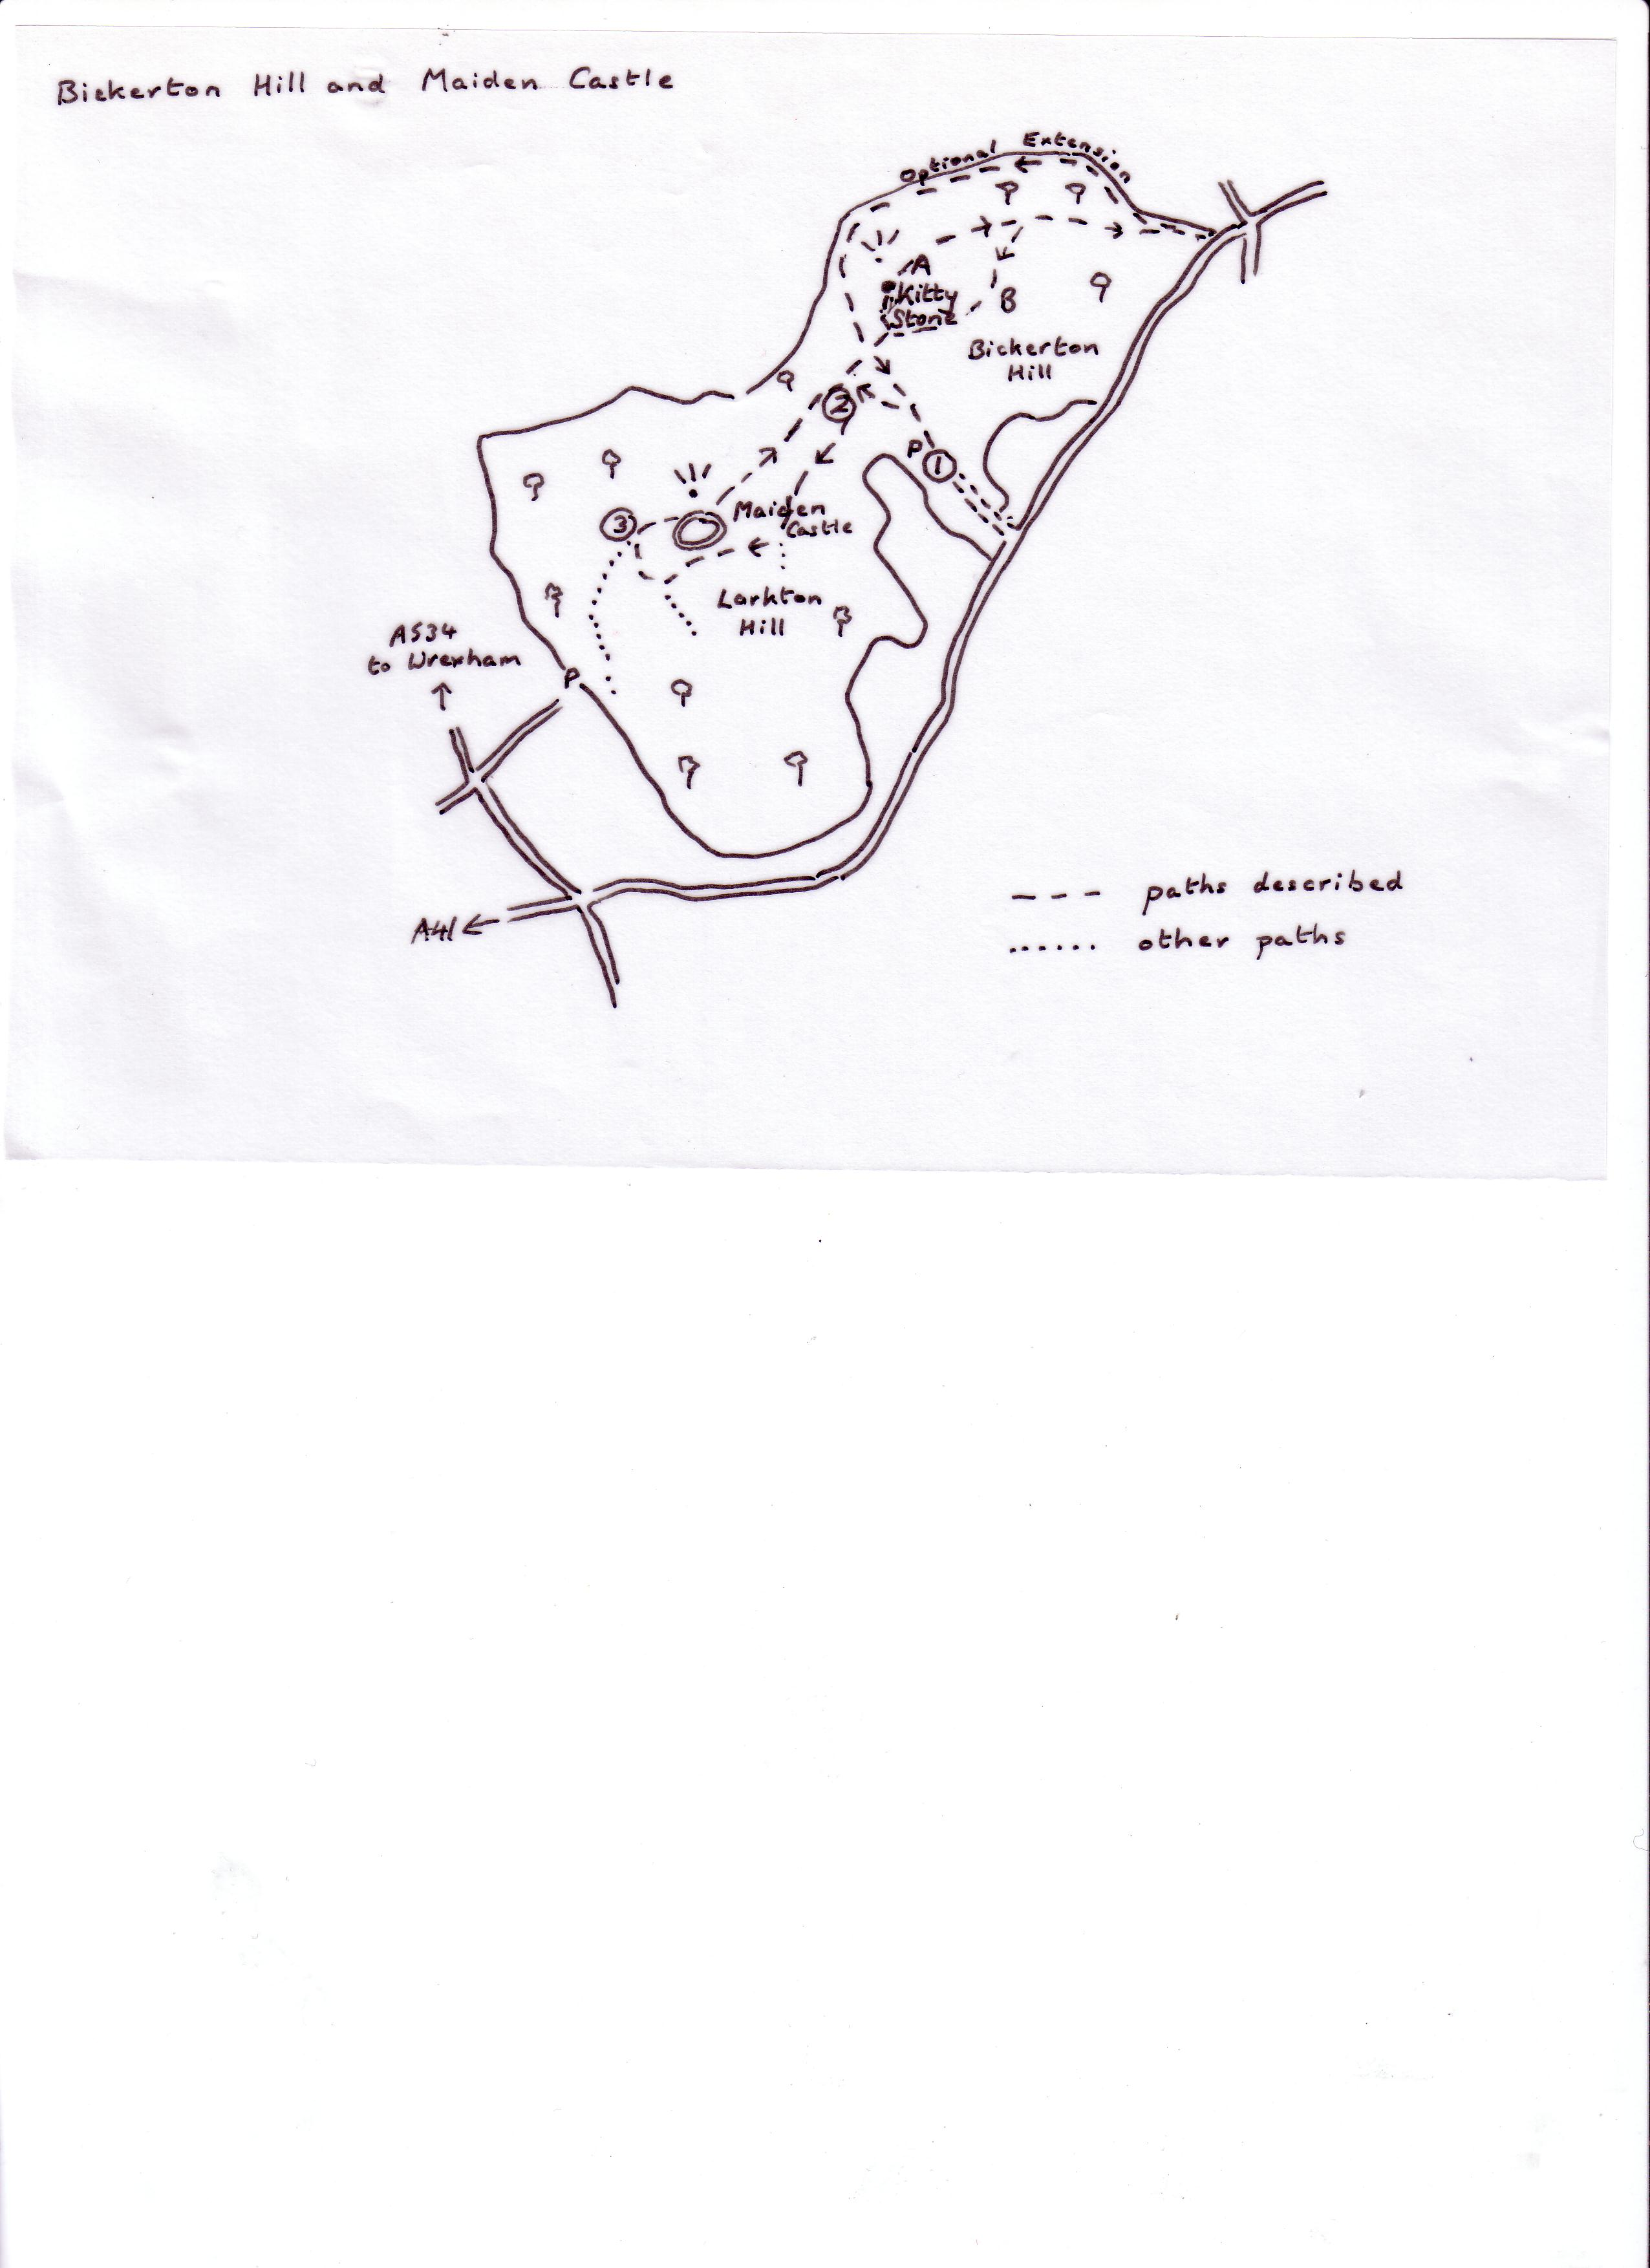 Bickerton Hill and Maiden Castle
Optional Extension
A
Kitty
Stone
B
Bickerton
Hill
2
P
1
3
Maiden
Castle
Larkton
Hill
A534
to Wrexham
P
A41
paths described
other paths